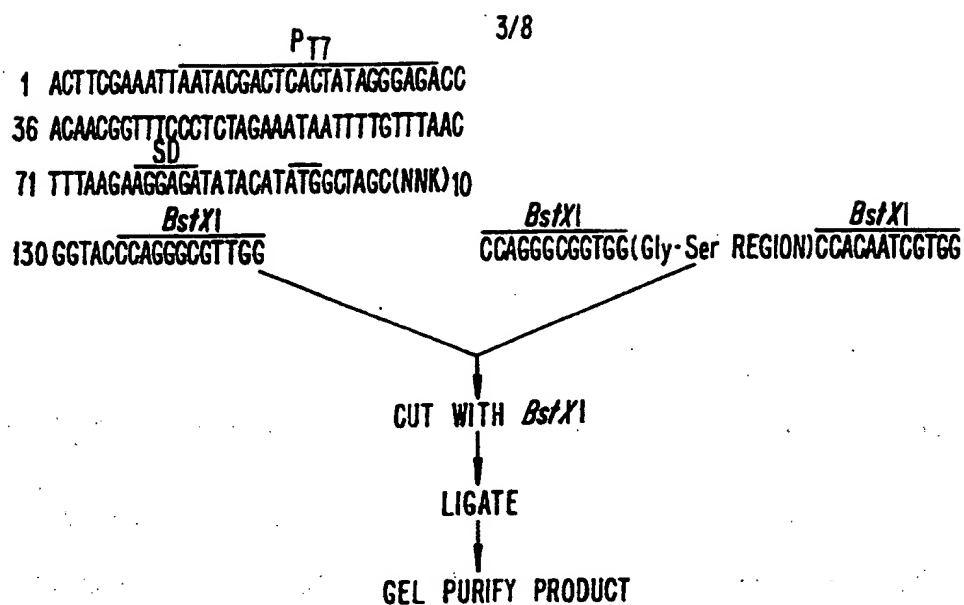 3/8
P T7
1 ACTTCGAAATTAATACGACTCACTATAGGGAGACC
36 ACAACGGTTTCCCTCTAGAAATAATTTTGTTTAAC
SD
71 TTTAAGAAGGAGATATACATATGGCTAGC(NNK)10
BstXI BstXI BstXI
130 GGTACCCAGGGCGTTGG CCAGGGCGGTGG(Gly-Ser REGION)CCACAATCGTGG
CUT WITH BstXI
LIGATE
GEL PURIFY PRODUCT